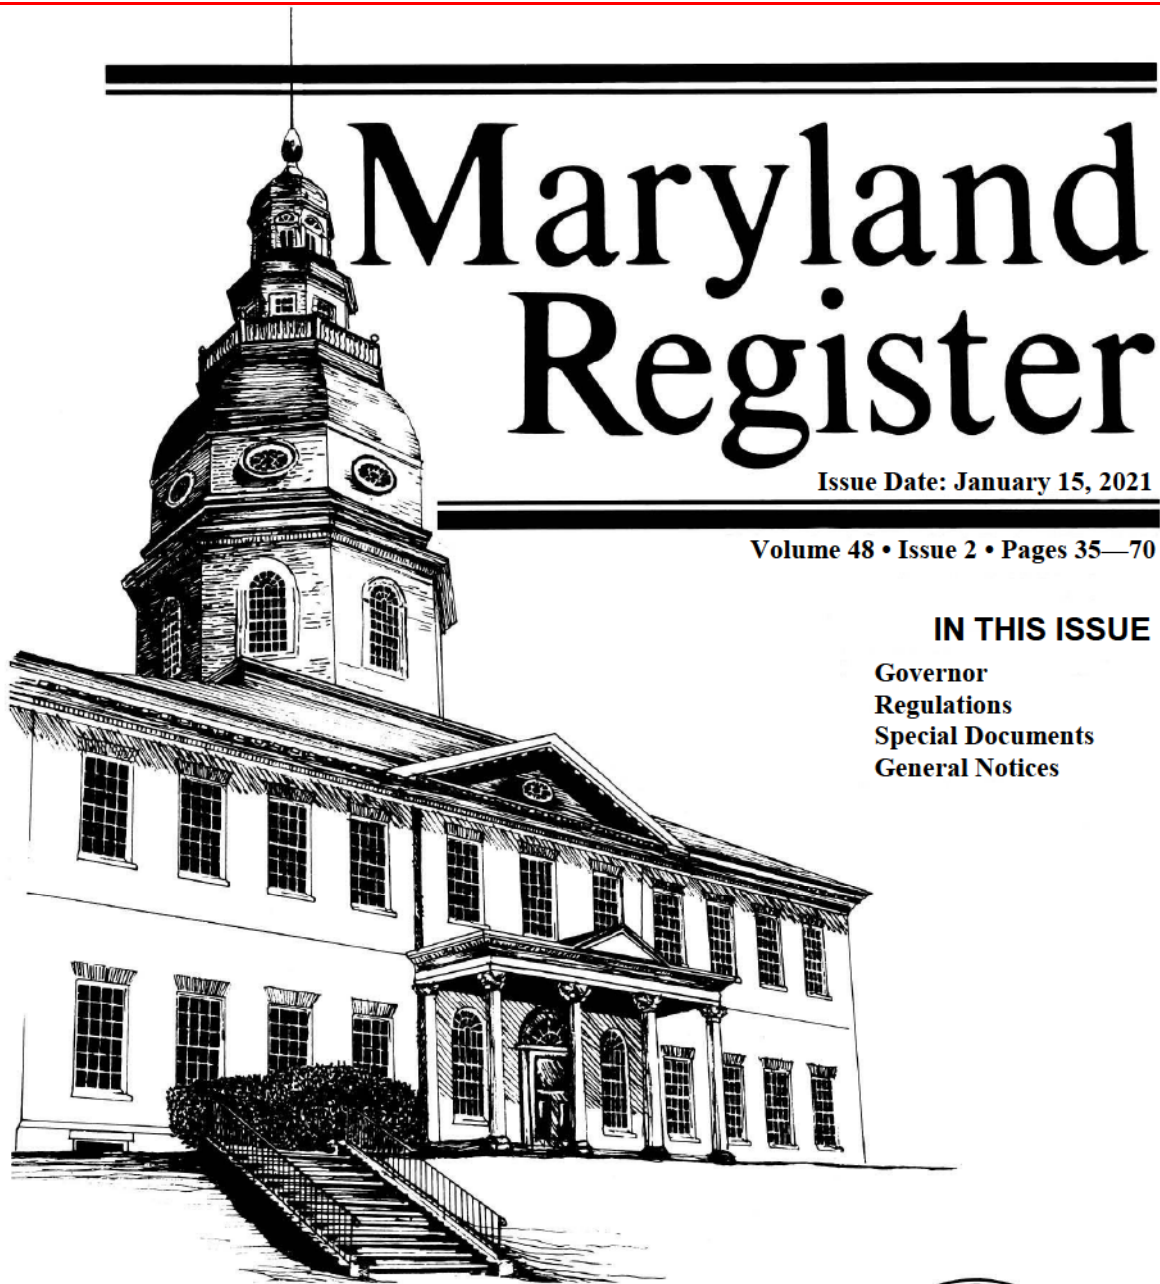 Maryland
Register
Issue Date: January 15, 2021
Volume 48 • Issue 2 • Pages 35—70
IN THIS ISSUE
Governor
Regulations
Special Documents
General Notices